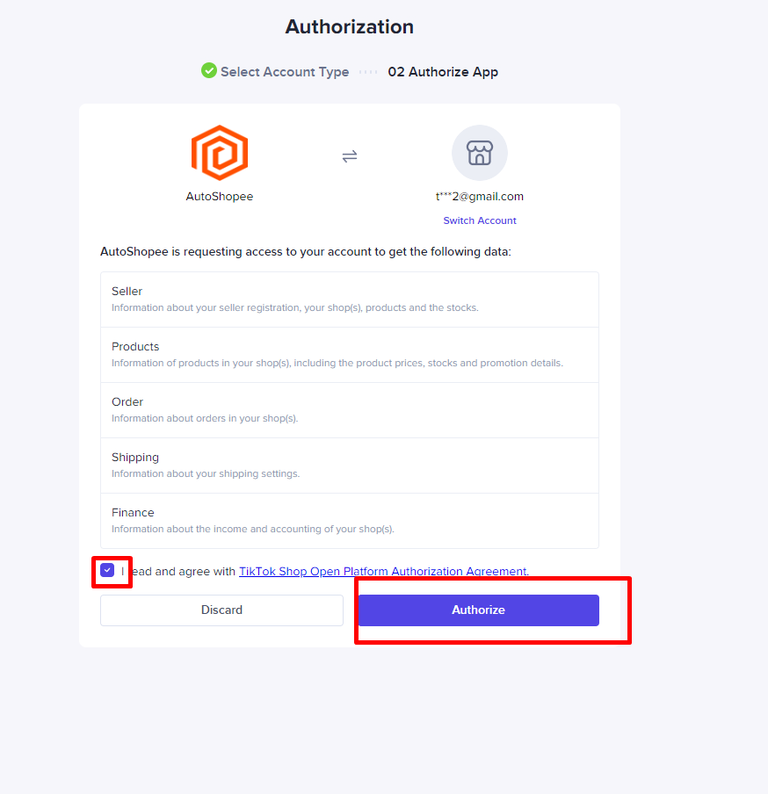 Authorization
Select Account Type 02 Authorize App
AutoShopee
t***2@gmail.com
Switch Account
AutoShopee is requesting access to your account to get the following data:
Seller
Information about your seller registration, your shop(s), products and the stocks.
Products
Information of products in your shop(s), including the product prices, stocks and promotion details.
Order
Information about orders in your shop(s).
Shipping
Information about your shipping settings.
Finance
Information about the income and accounting of your shop(s).
I read and agree with TikTok Shop Open Platform Authorization Agreement.
Discard
Authorize